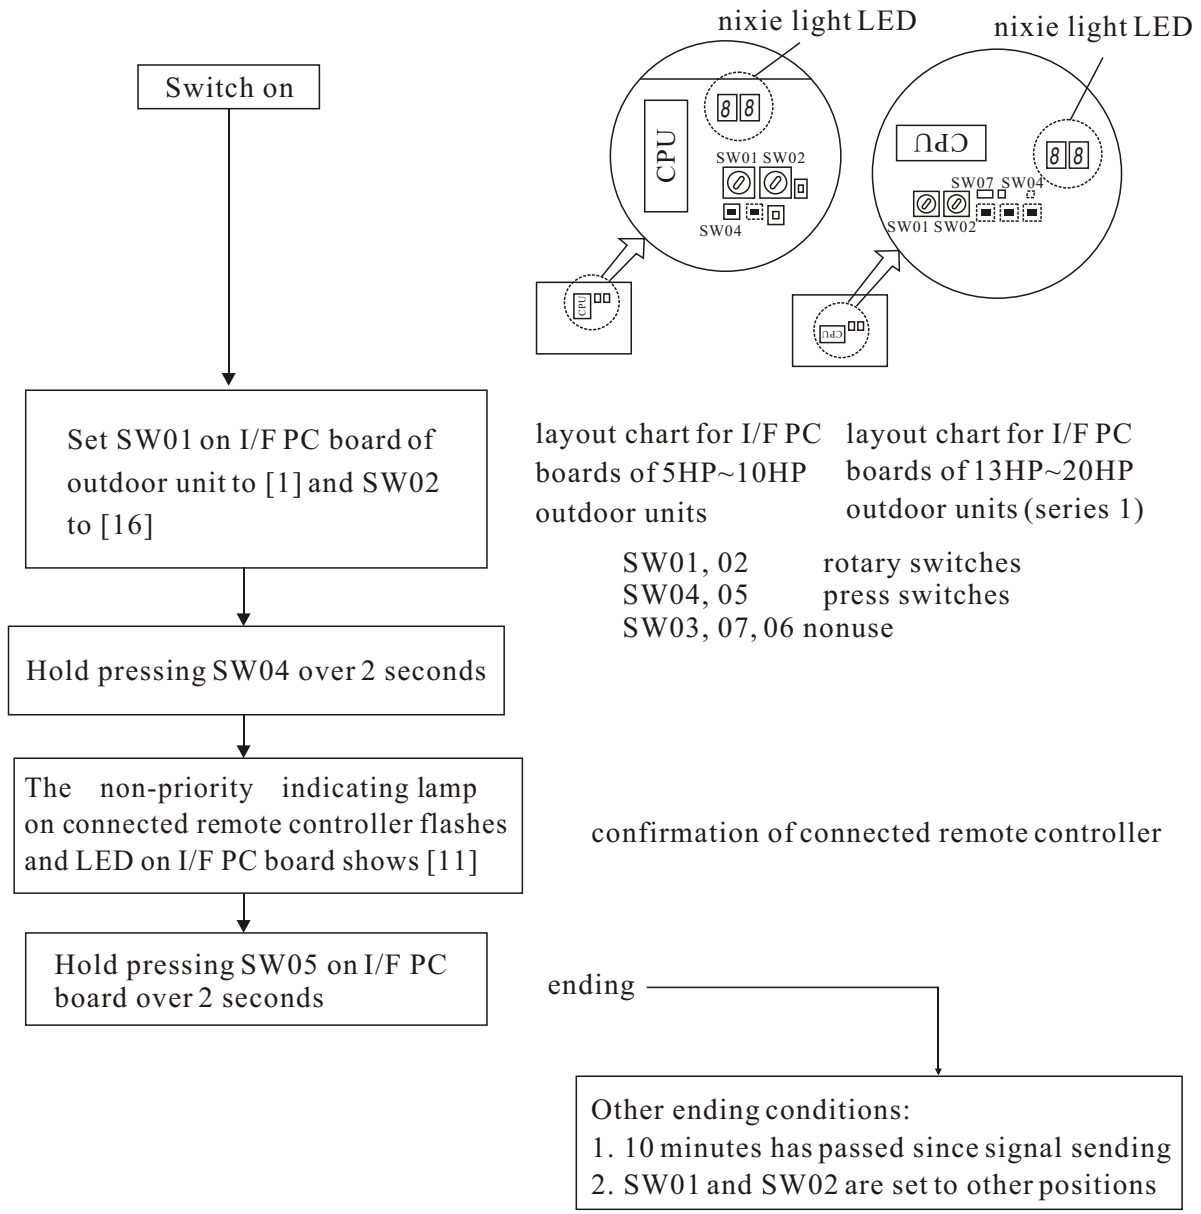 nixie light LED
nixie light LED
Switch on
8 8
CPU
SW01 SW02
SW04
CPU
8 8
SW07 SW04
SW01 SW02
CPU
CPU
Set SW01 on I/F PC board of
outdoor unit to [1] and SW02
to [16]
layout chart for I/F PC
boards of 5HP~10HP
outdoor units
layout chart for I/F PC
boards of 13HP~20HP
outdoor units (series 1)
SW01, 02 rotary switches
SW04, 05 press switches
SW03, 07, 06 nonuse
Hold pressing SW04 over 2 seconds
The non-priority indicating lamp
on connected remote controller flashes
and LED on I/F PC board shows [11]
confirmation of connected remote controller
Hold pressing SW05 on I/F PC
board over 2 seconds
ending
Other ending conditions:
1. 10 minutes has passed since signal sending
2. SW01 and SW02 are set to other positions